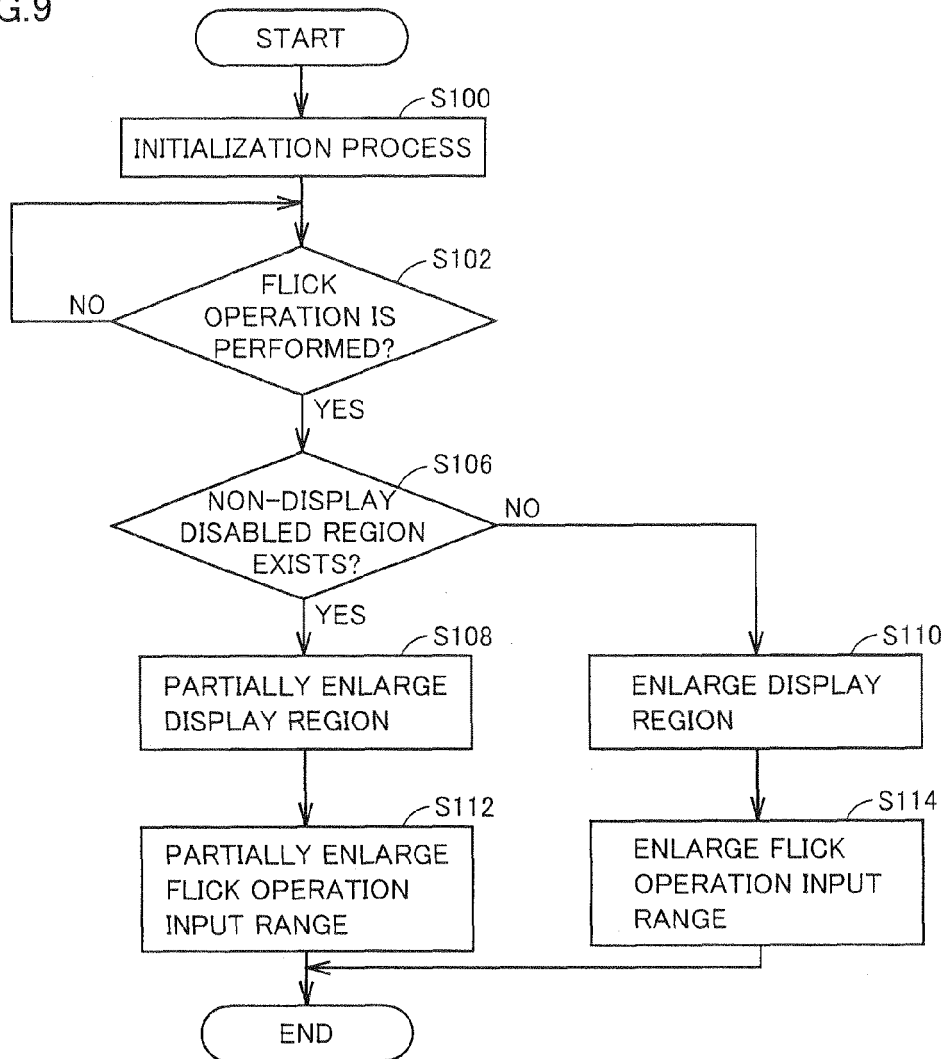 G.9
START
S100
INITIALIZATION PROCESS
S102
FLICK
OPERATION IS
PERFORMED?
NO
YES
S106
NON-DISPLAY
DISABLED REGION
EXISTS?
NO
YES
S108
PARTIALLY ENLARGE
DISPLAY REGION
S110
ENLARGE DISPLAY
REGION
S112
PARTIALLY ENLARGE
FLICK OPERATION
INPUT RANGE
S114
ENLARGE FLICK
OPERATION INPUT
RANGE
END